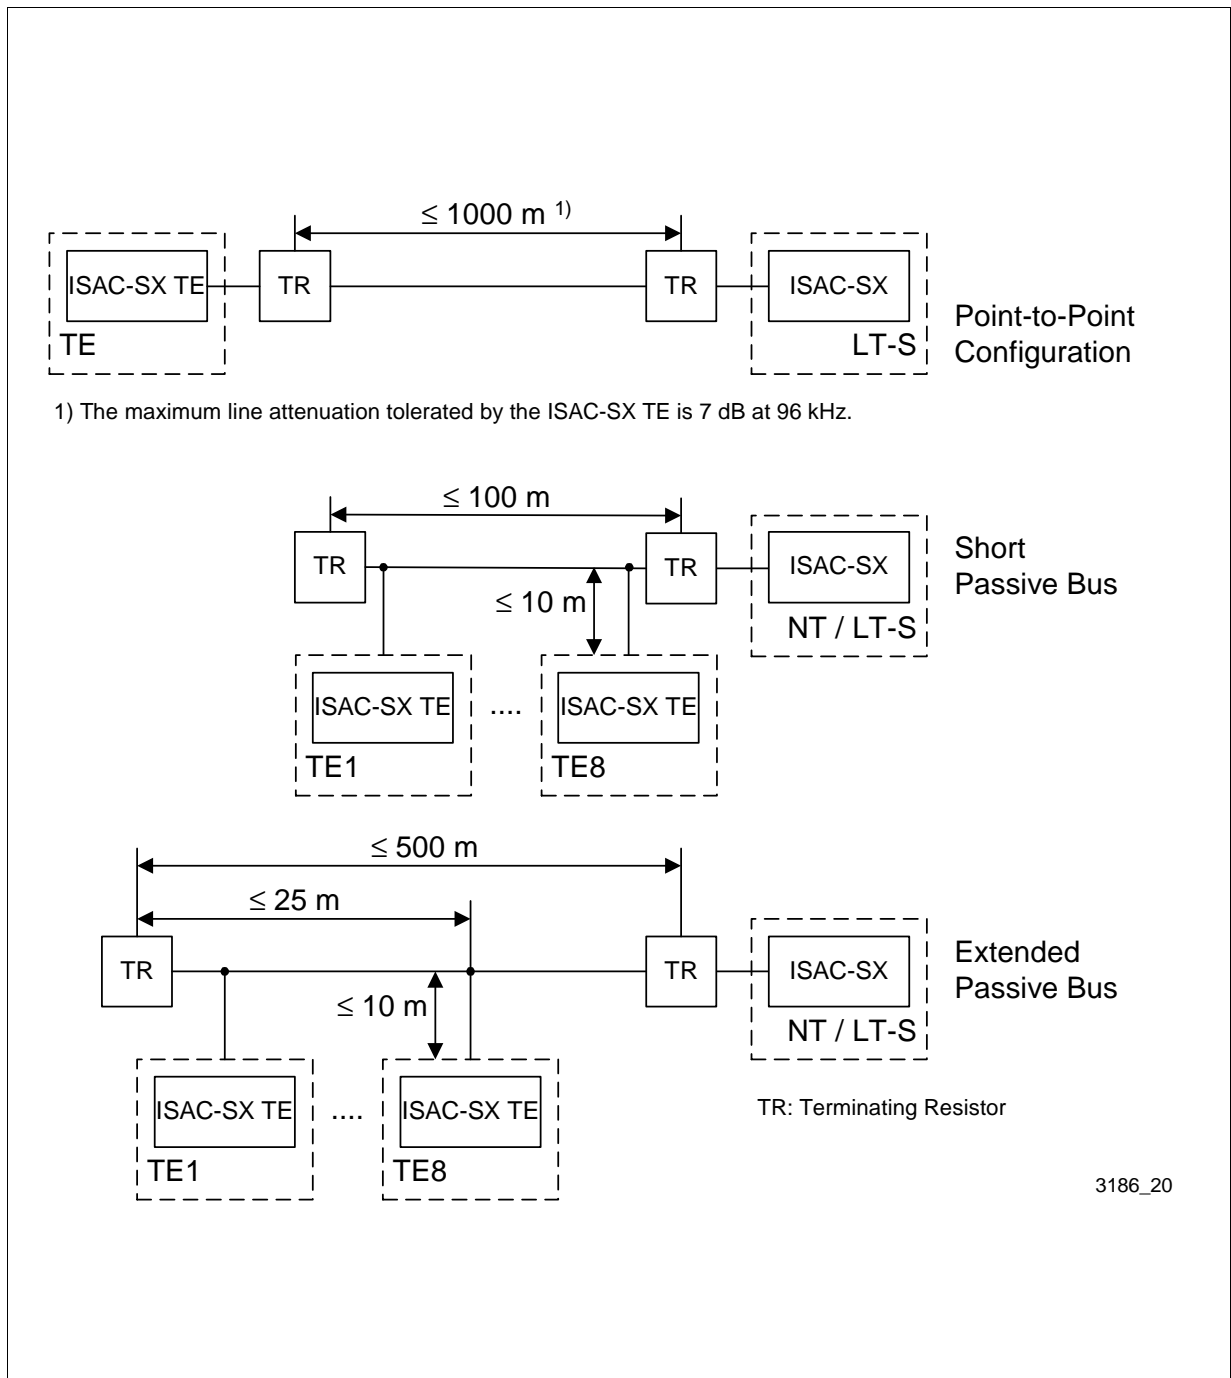 ≤ 1000 m 1)
ISAC-SX TE
TR
TR
ISAC-SX
TE
LT-S
Point-to-Point
Configuration
1) The maximum line attenuation tolerated by the ISAC-SX TE is 7 dB at 96 kHz.
≤ 100 m
TR
TR
ISAC-SX
Short
Passive Bus
≤ 10 m
NT / LT-S
ISAC-SX TE
....
ISAC-SX TE
TE1
TE8
≤ 500 m
≤ 25 m
TR
TR
ISAC-SX
Extended
Passive Bus
≤ 10 m
NT / LT-S
ISAC-SX TE
....
ISAC-SX TE
TE1
TE8
TR: Terminating Resistor
3186_20